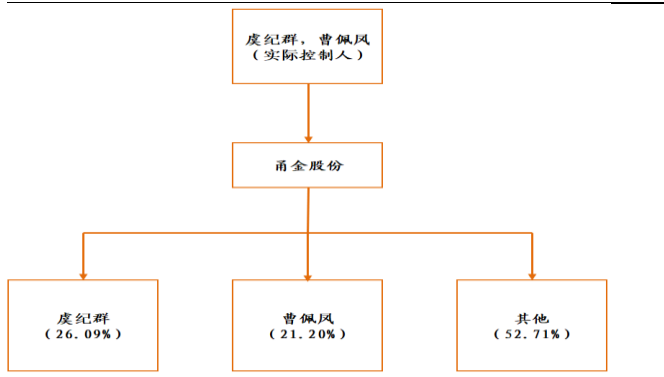 虞纪群，曹佩凤
（实际控制人）
甬金股份
虞纪群
（26.09%）
曹佩凤
（21.20%）
其他
（52.71%）